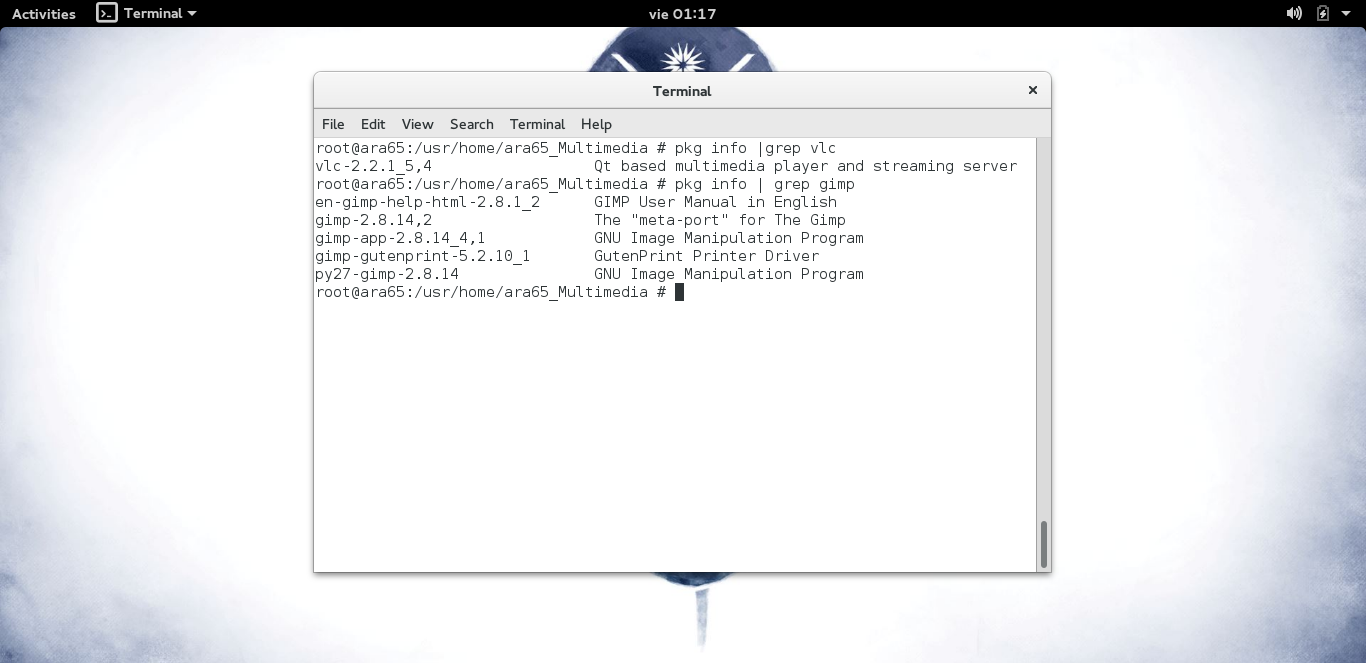 Activities Terminal vie 01:17
Terminal
File Edit View Search Terminal Help
root@ara65:/usr/home/ara65_Multimedia # pkg info |grep vlc
vlc-2.2.1_5,4 Qt based multimedia player and streaming server
root@ara65:/usr/home/ara65_Multimedia # pkg info | grep gimp
en-gimp-help-html-2.8.1_2 GIMP User Manual in English
gimp-2.8.14,2 The "meta-port" for The Gimp
gimp-app-2.8.14_4,1 GNU Image Manipulation Program
gimp-gutenprint-5.2.10_1 GutenPrint Printer Driver
py27-gimp-2.8.14 GNU Image Manipulation Program
root@ara65:/usr/home/ara65_Multimedia #